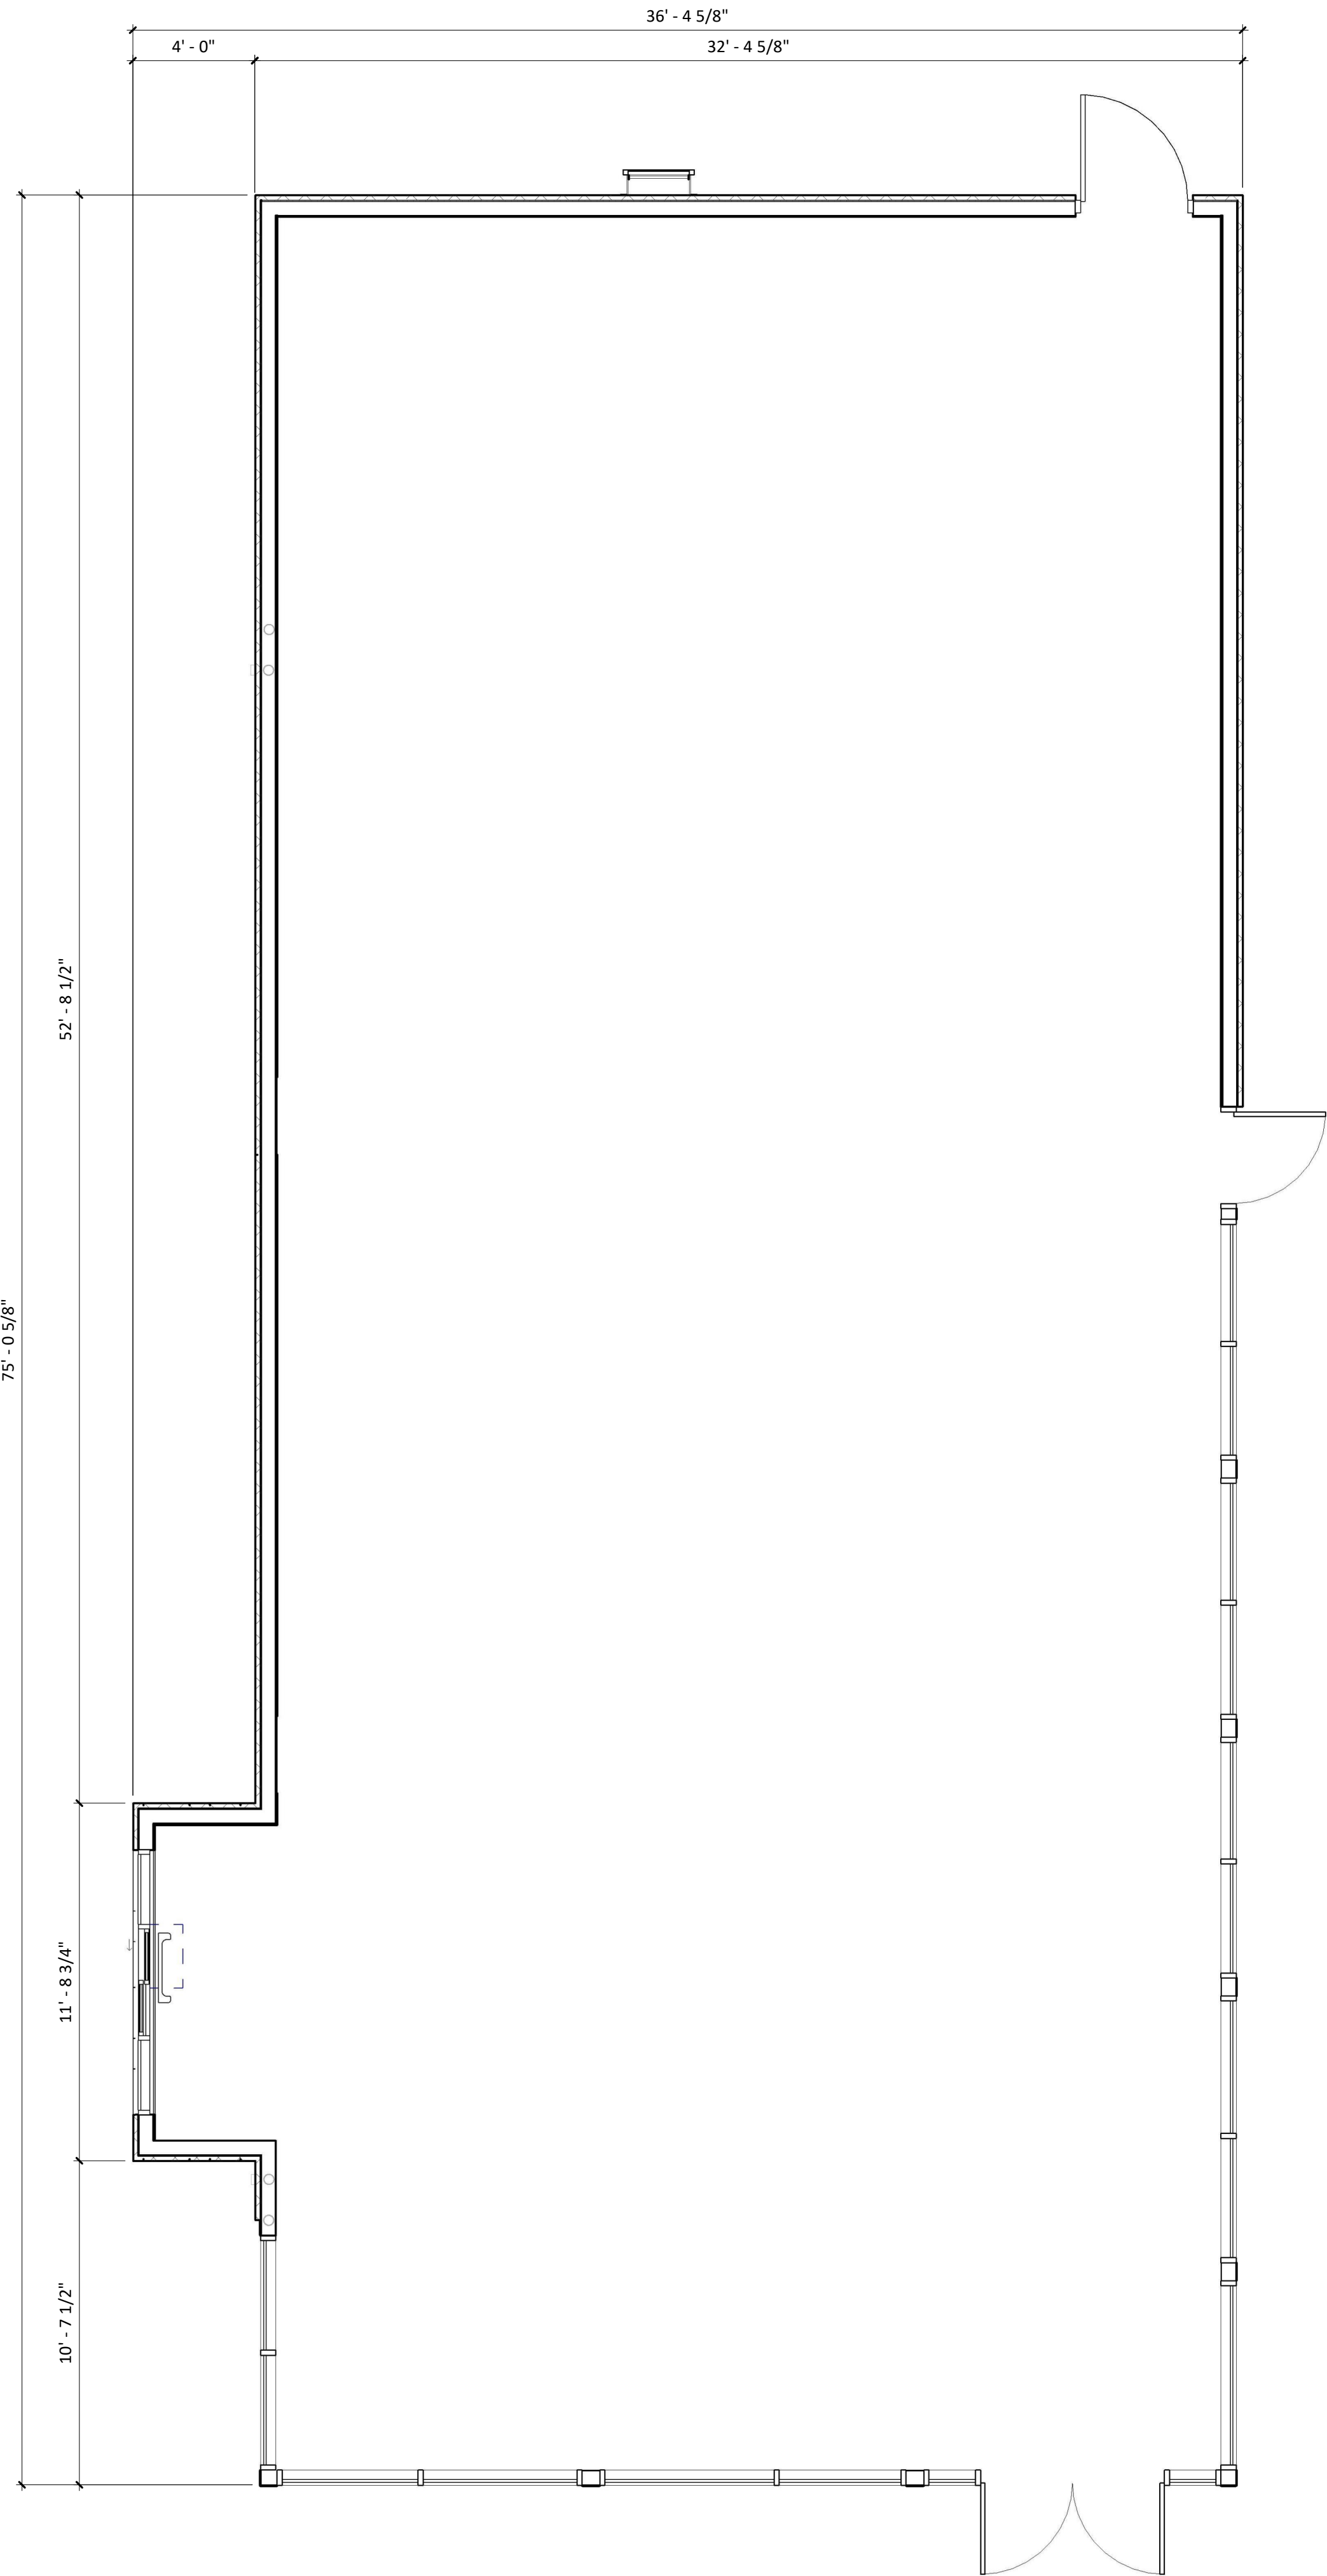 36' - 4 5/8"
4' - 0"
32' - 4 5/8"
52' - 8 1/2"
75' - 0 5/8"
11' - 8 3/4"
10' - 7 1/2"